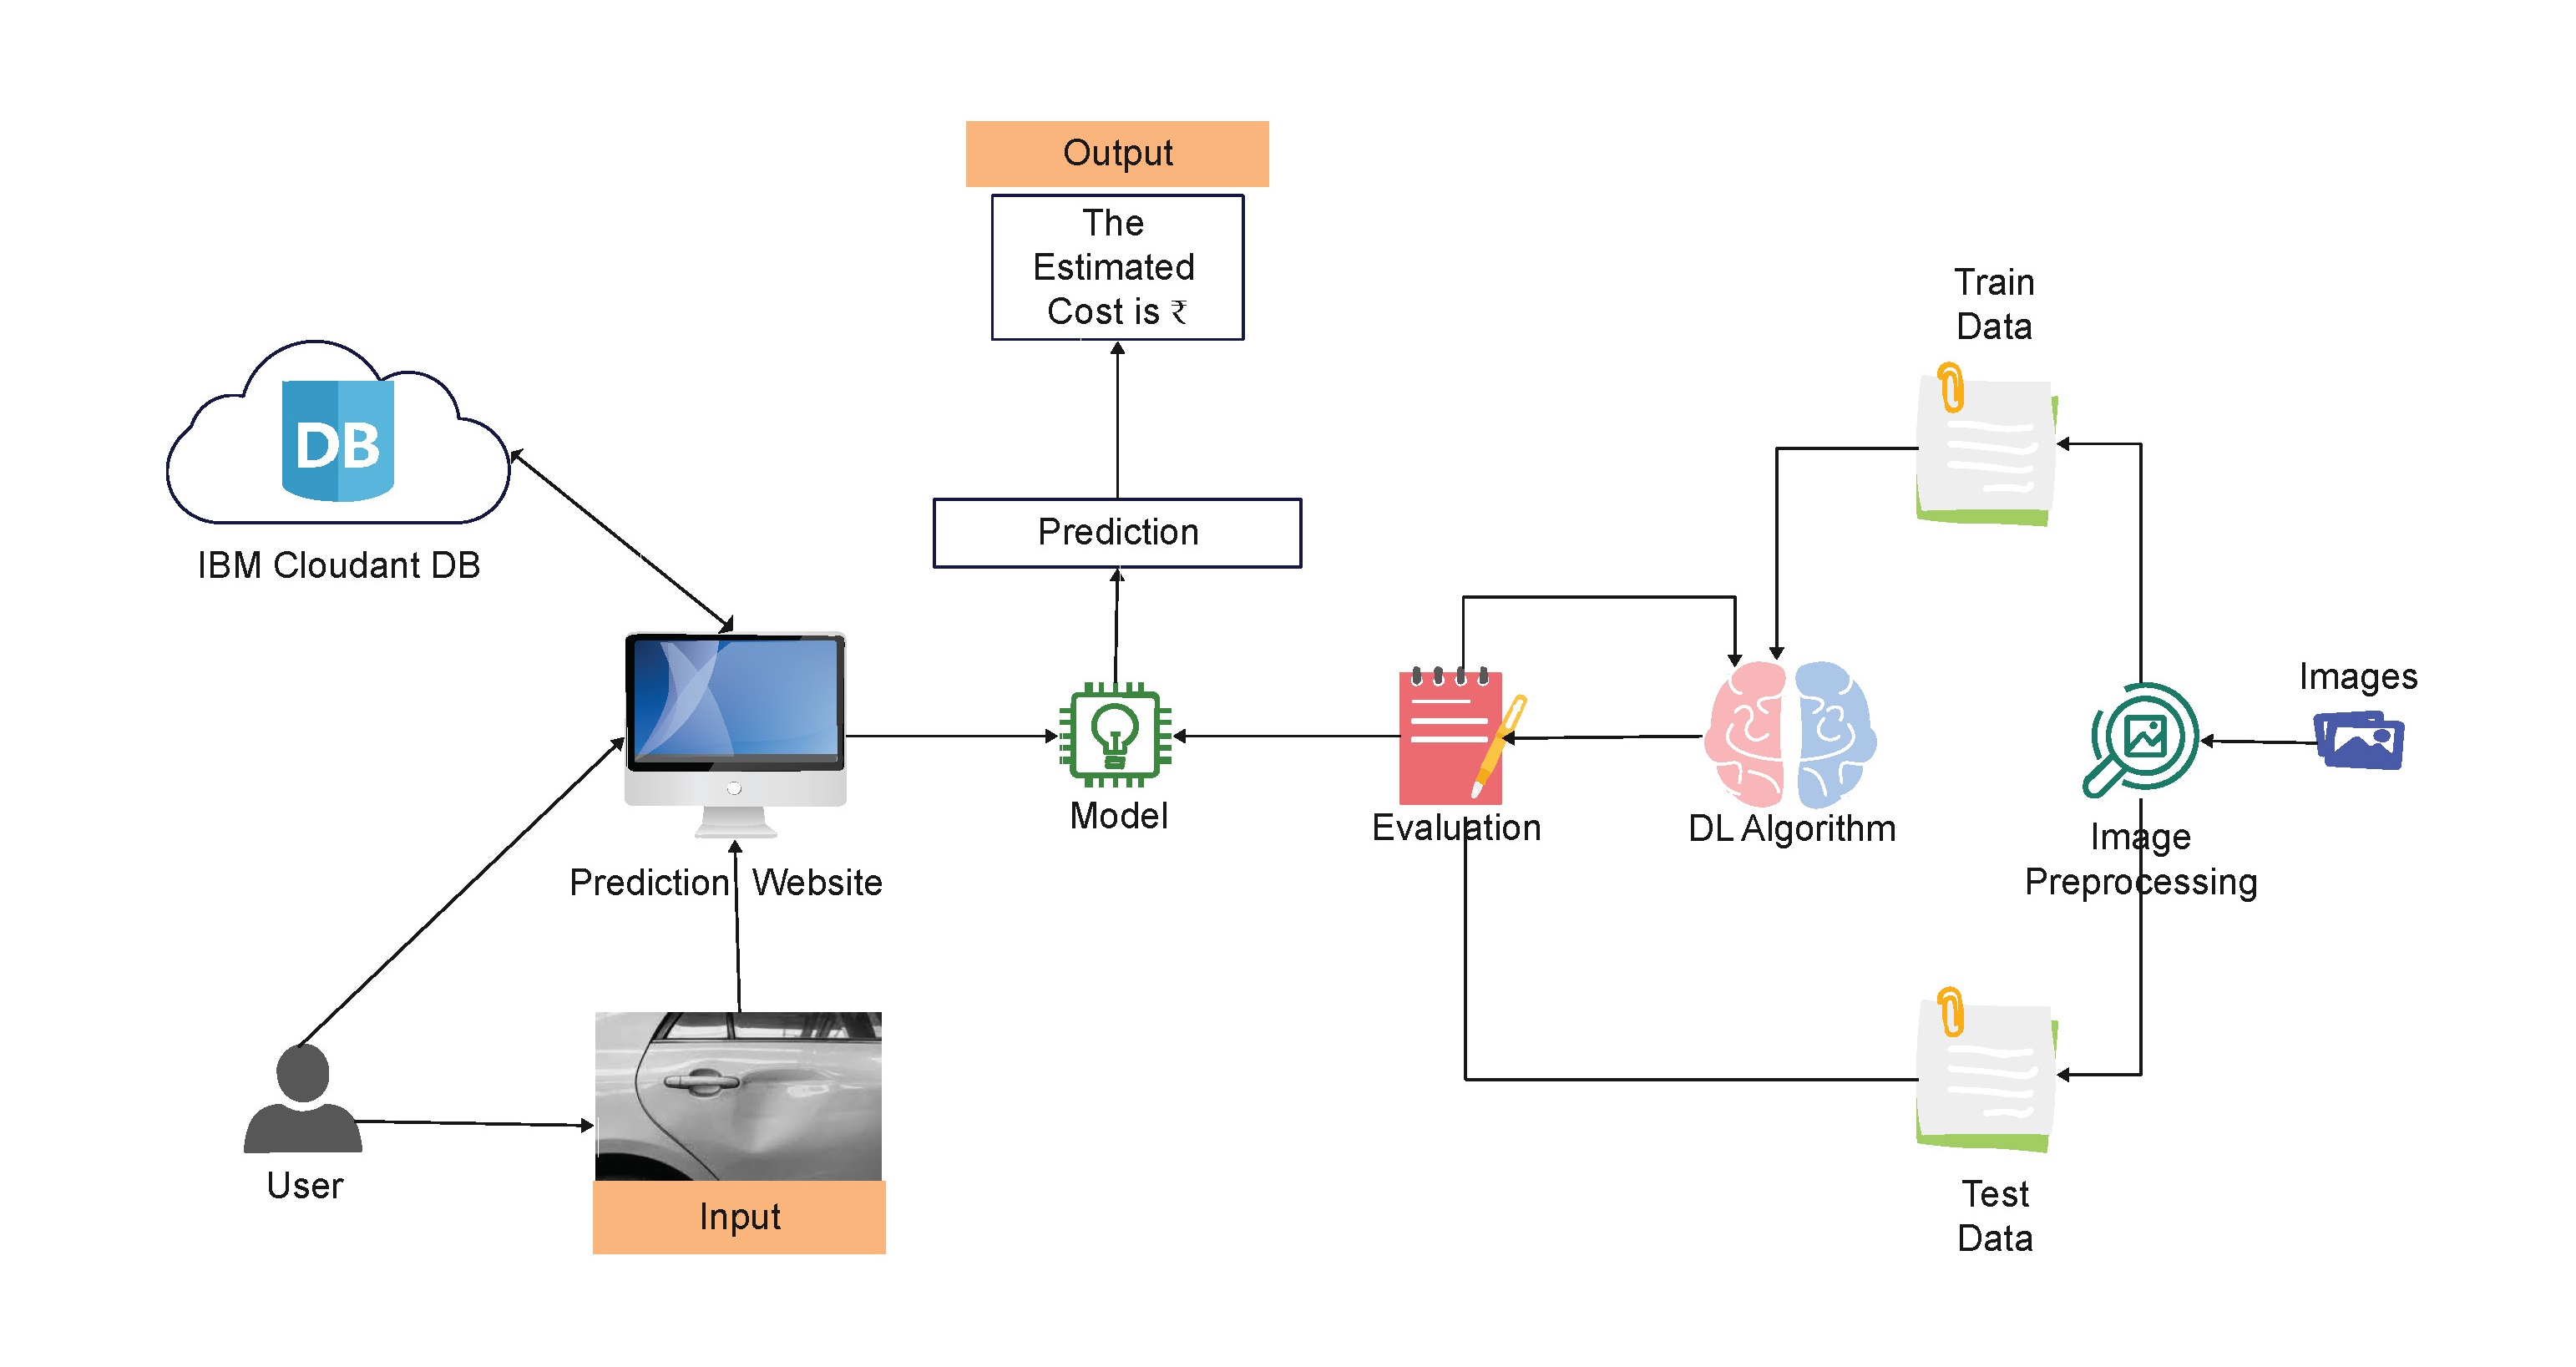 Output
The
Estimated
Cost is ₹
Train
Data
DB
IBM Cloudant DB
Prediction
Images
Model
Evaluation
DL Algorithm
Image
Preprocessing
Prediction Website
User
Input
Test
Data